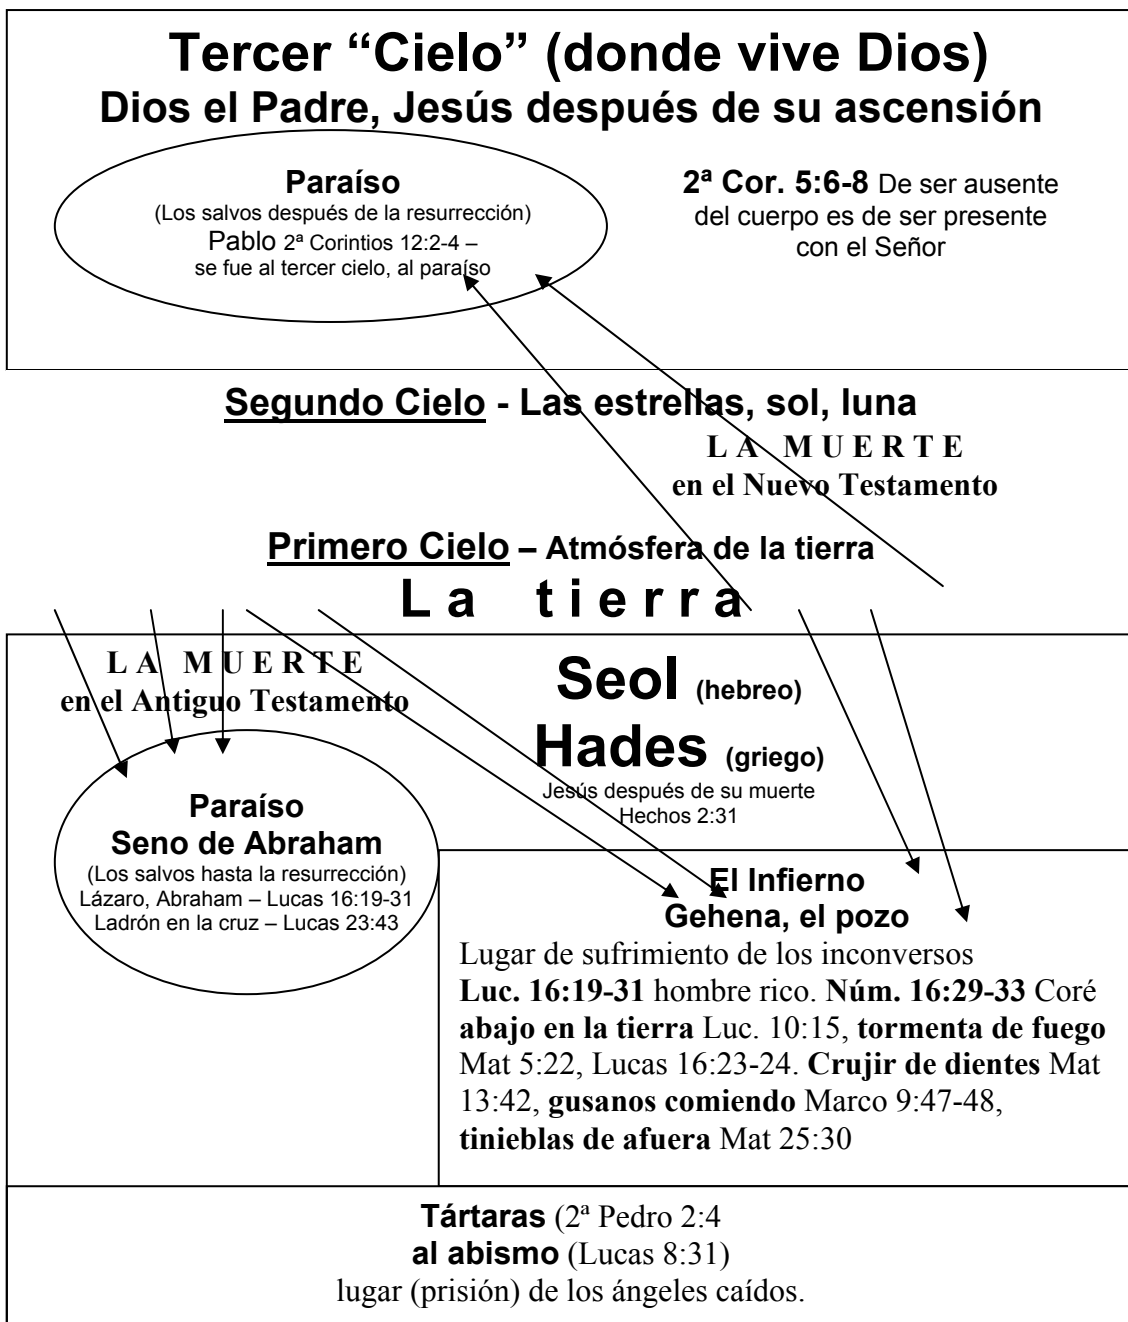 Tercer “Cielo” (donde vive Dios)
Dios el Padre, Jesús después de su ascensión
Paraíso
(Los salvos después de la resurrección)
Pablo 2ª Corintios 12:2-4 –
se fue al tercer cielo, al paraíso
2ª Cor. 5:6-8 De ser ausente
del cuerpo es de ser presente
con el Señor
Segundo Cielo - Las estrellas, sol, luna
LA MUERTE
en el Nuevo Testamento
Primero Cielo – Atmósfera de la tierra
La tierra
LA MUERTE
en el Antiguo Testamento
Seol (hebreo)
Hades (griego)
Jesús después de su muerte
Hechos 2:31
Paraíso
Seno de Abraham
(Los salvos hasta la resurrección)
Lázaro, Abraham – Lucas 16:19-31
Ladrón en la cruz – Lucas 23:43
El Infierno
Gehena, el pozo
Lugar de sufrimiento de los inconversos
Luc. 16:19-31 hombre rico. Núm. 16:29-33 Coré
abajo en la tierra Luc. 10:15, tormenta de fuego
Mat 5:22, Lucas 16:23-24. Crujir de dientes Mat
13:42, gusanos comiendo Marco 9:47-48,
tinieblas de afuera Mat 25:30
Tártaras (2ª Pedro 2:4
al abismo (Lucas 8:31)
lugar (prisión) de los ángeles caídos.